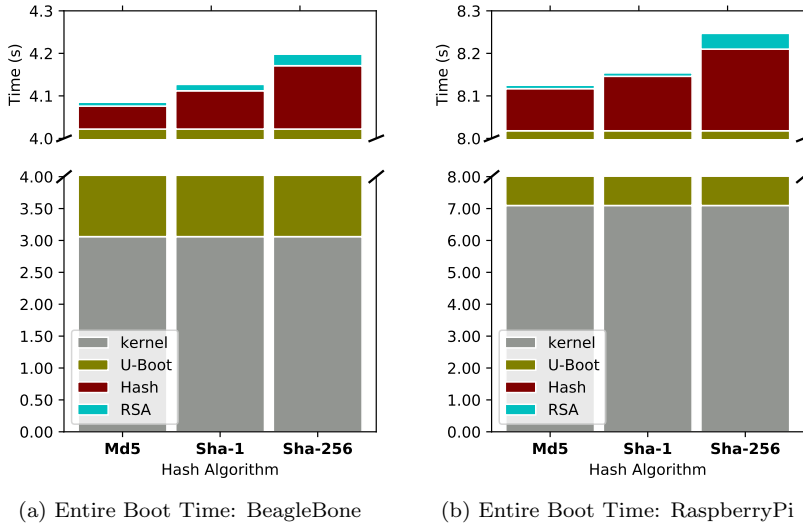 4.3
4.2
4.1
4.0
Time (s)
4.00
3.50
3.00
2.50
2.00
1.50
1.00
0.50
0.00
kernel
U-Boot
Hash
RSA
Md5 Sha-1 Sha-256
Hash Algorithm
(a) Entire Boot Time: BeagleBone
8.3
8.2
8.1
8.0
Time (s)
8.00
7.00
6.00
5.00
4.00
3.00
2.00
1.00
0.00
kernel
U-Boot
Hash
RSA
Md5 Sha-1 Sha-256
Hash Algorithm
(b) Entire Boot Time: RaspberryPi